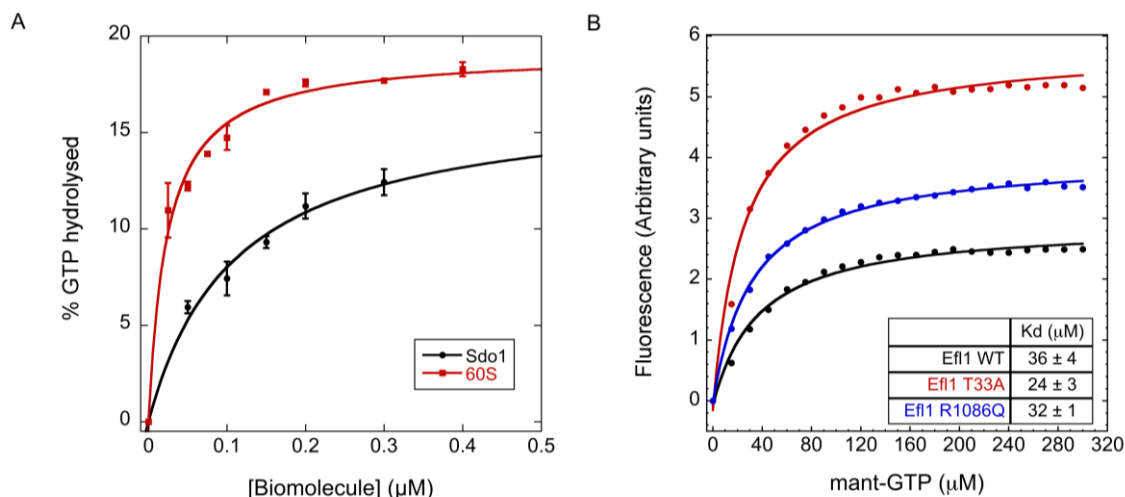 A
% GTP hydrolysed
20
15
10
5
0
Sdo1
60S
0 0.1 0.2 0.3 0.4 0.5
[Biomolecule] (µM)
B
Fluorescence (Arbitrary units)
6
5
4
3
2
1
0
Kd (µM)
Efl1 WT 36 ± 4
Efl1 T33A 24 ± 3
Efl1 R1086Q 32 ± 1
0 40 80 120 160 200 240 280 320
mant-GTP (µM)